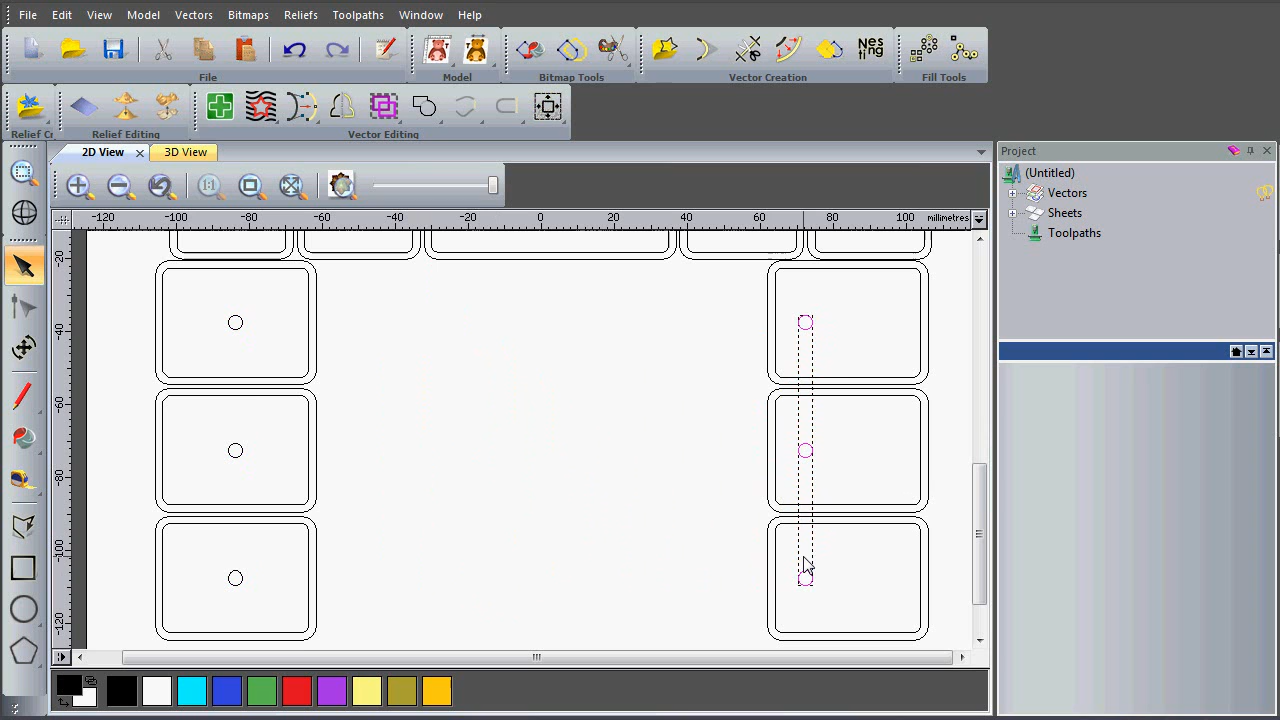 File Edit View Model Vectors Bitmaps Reliefs Toolpaths Window Help
Nes
ting
File Model Bitmap Tools Vector Creation Fill Tools
Relief Cr Relief Editing Vector Editing
2D View 3D View
Project
(Untitled)
Vectors
Sheets
Toolpaths
1:1
-120 -100 -80 -60 -40 -20 0 20 40 60 80 100 millimetres
-20
-40
-60
-80
-100
-120